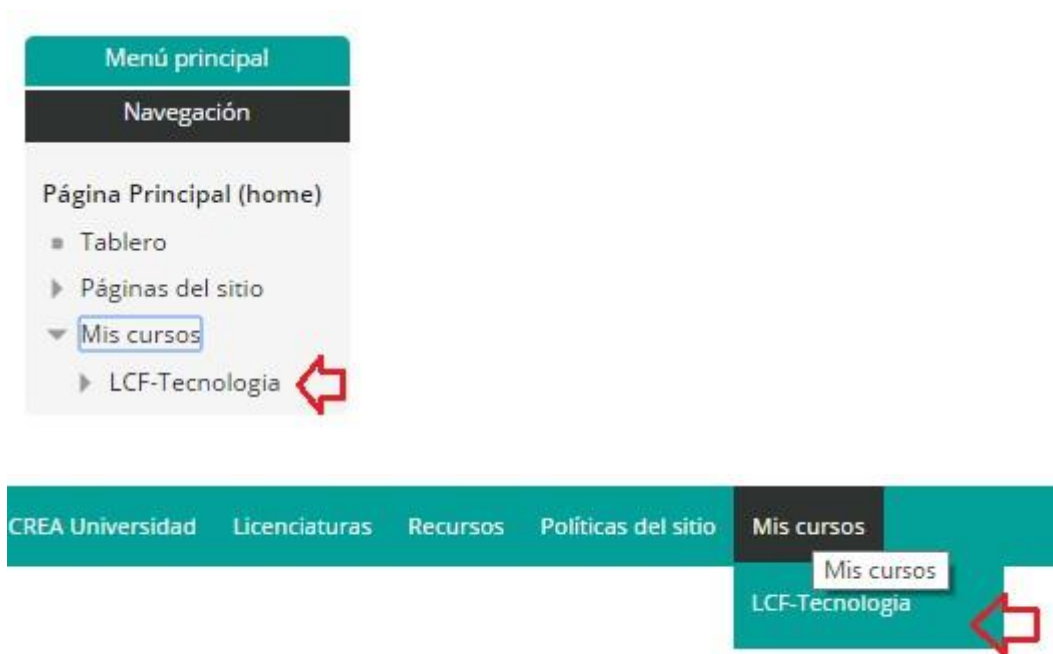 Menú principal
Navegación
Página Principal (home)
Tablero
Páginas del sitio
Mis cursos
LCF-Tecnologia
CREA Universidad Licenciaturas Recursos Políticas del sitio Mis cursos
Mis cursos
LCF-Tecnologia